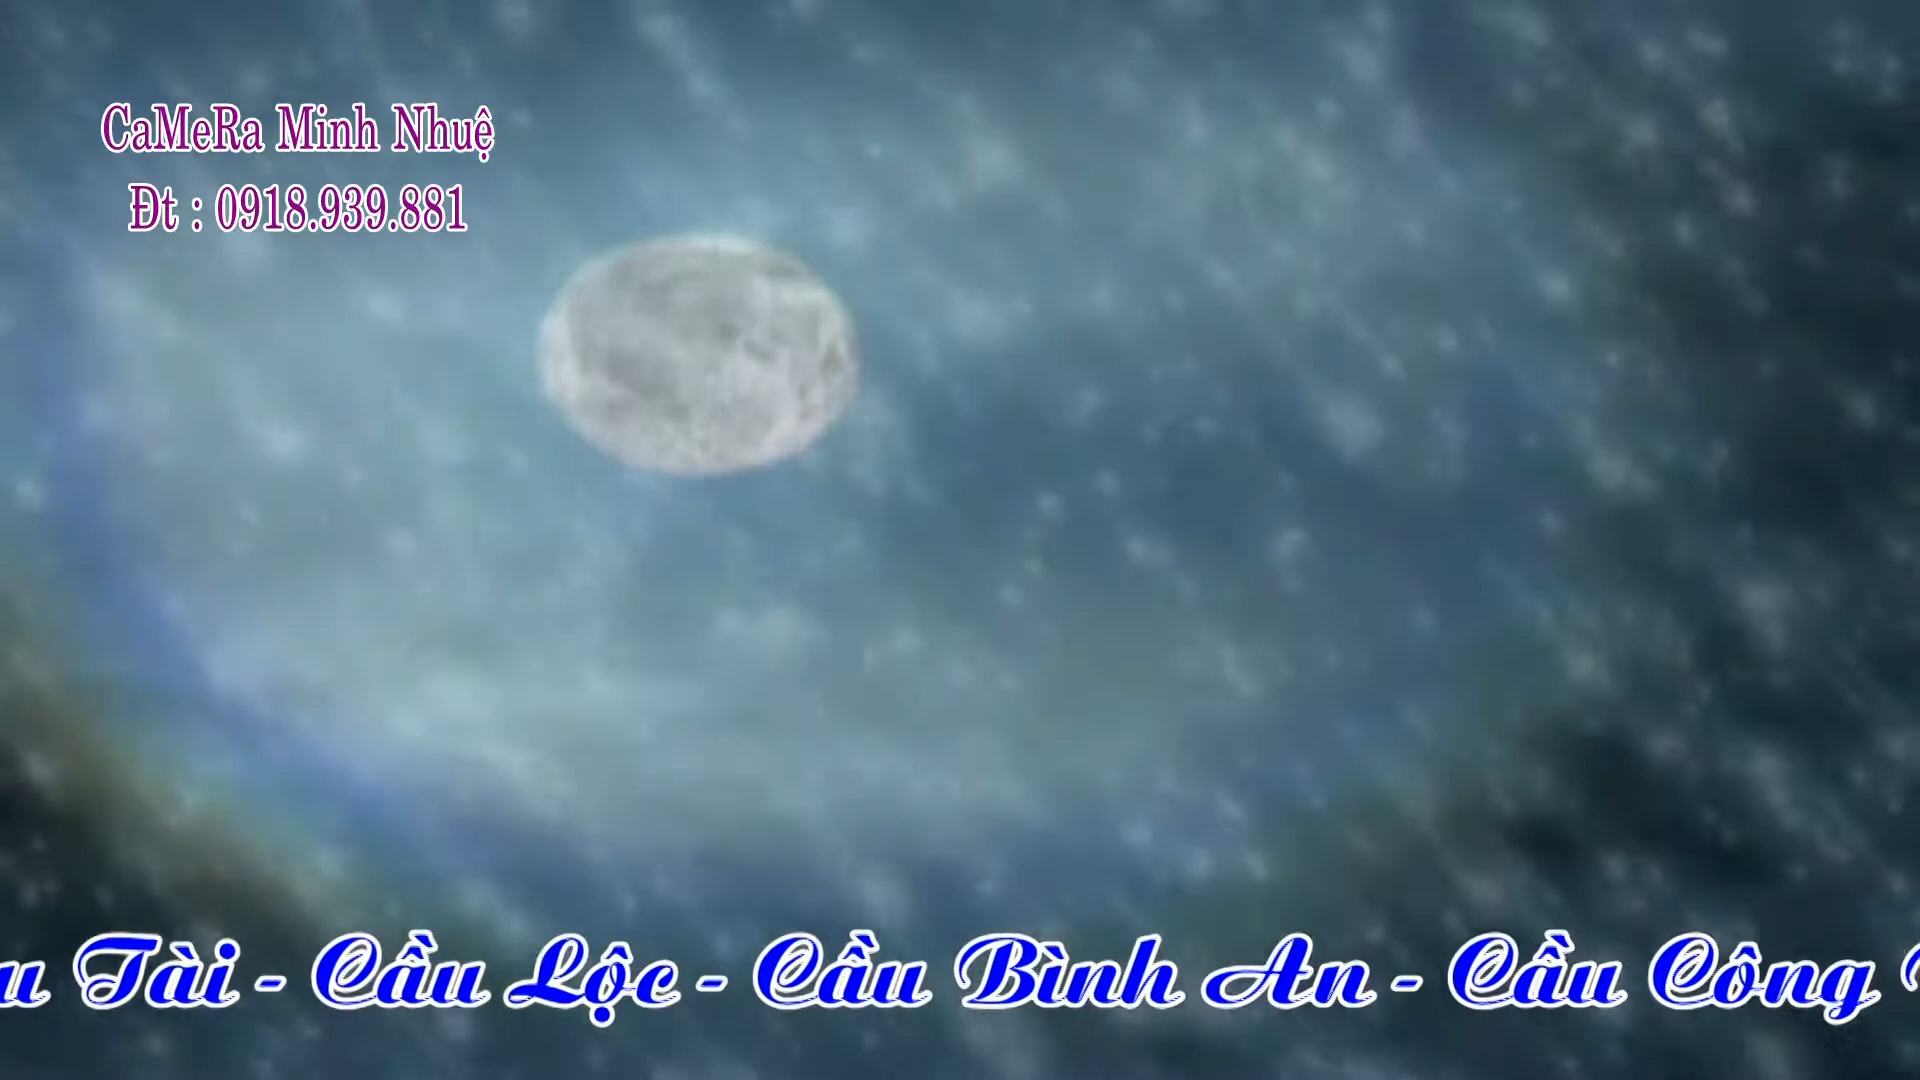 CaMeRa Minh Nhuệ
Đt : 0918.939.881
Tài - Cầu Lộc - Cầu Bình An - Cầu Công